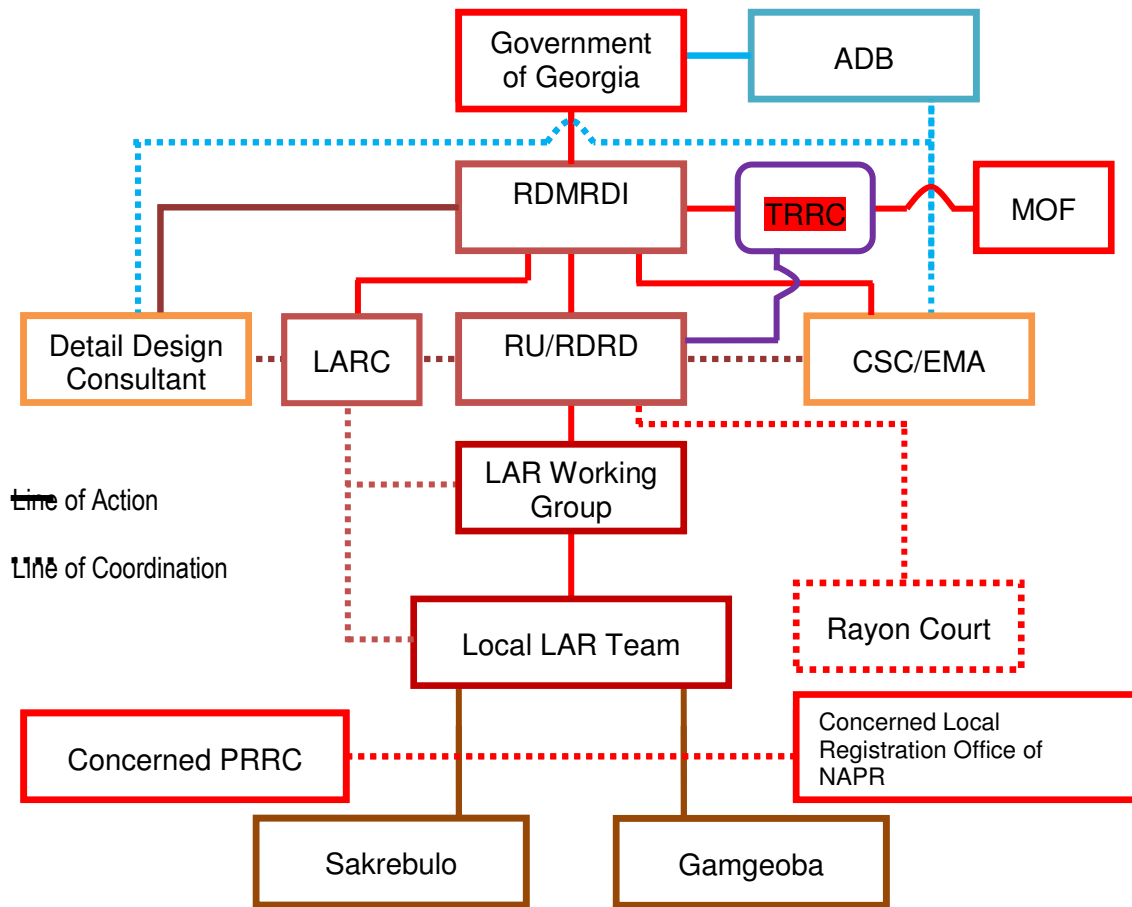 Government
of Georgia
ADB
RDMRDI
TRRC
MOF
Detail Design
Consultant
LARC
RU/RDRD
CSC/EMA
LAR Working
Group
Line of Action
Line of Coordination
Rayon Court
Local LAR Team
Concerned PRRC
Concerned Local
Registration Office of
NAPR
Sakrebulo
Gamgeoba